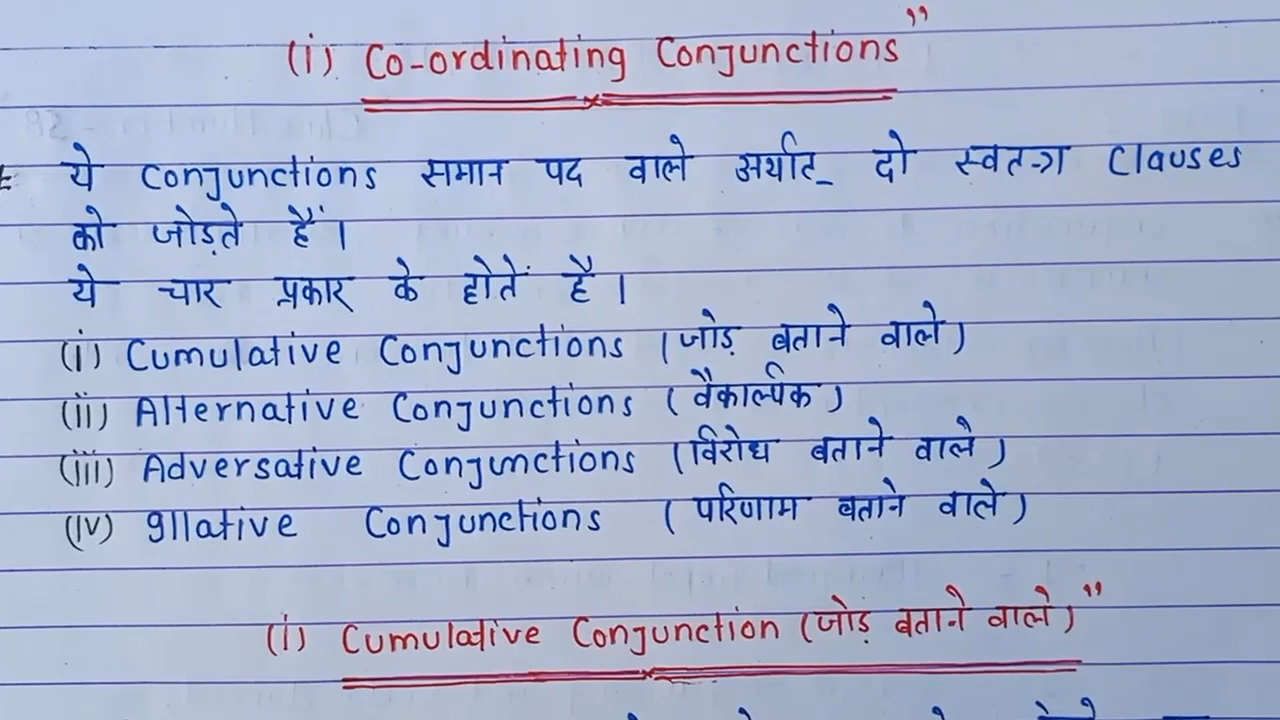 (i) Co-ordinating Conjunctions"
ये Conjunctions समान पद वाले अर्थात् दो स्वतन्त्र Clauses
को जोड़ते हैं।
ये चार प्रकार के होतें है।
(i) Cumulative Conjunctions (जोड़ बताने वाले)
(ii) Alternative Conjunctions (वैकल्पिक)
(iii) Adversative Conjunctions (विरोध बताने वाले)
(iv) Illative Conjunctions (परिणाम बताने वाले)
(i) Cumulative Conjunction (जोड़ बताने वाले)"